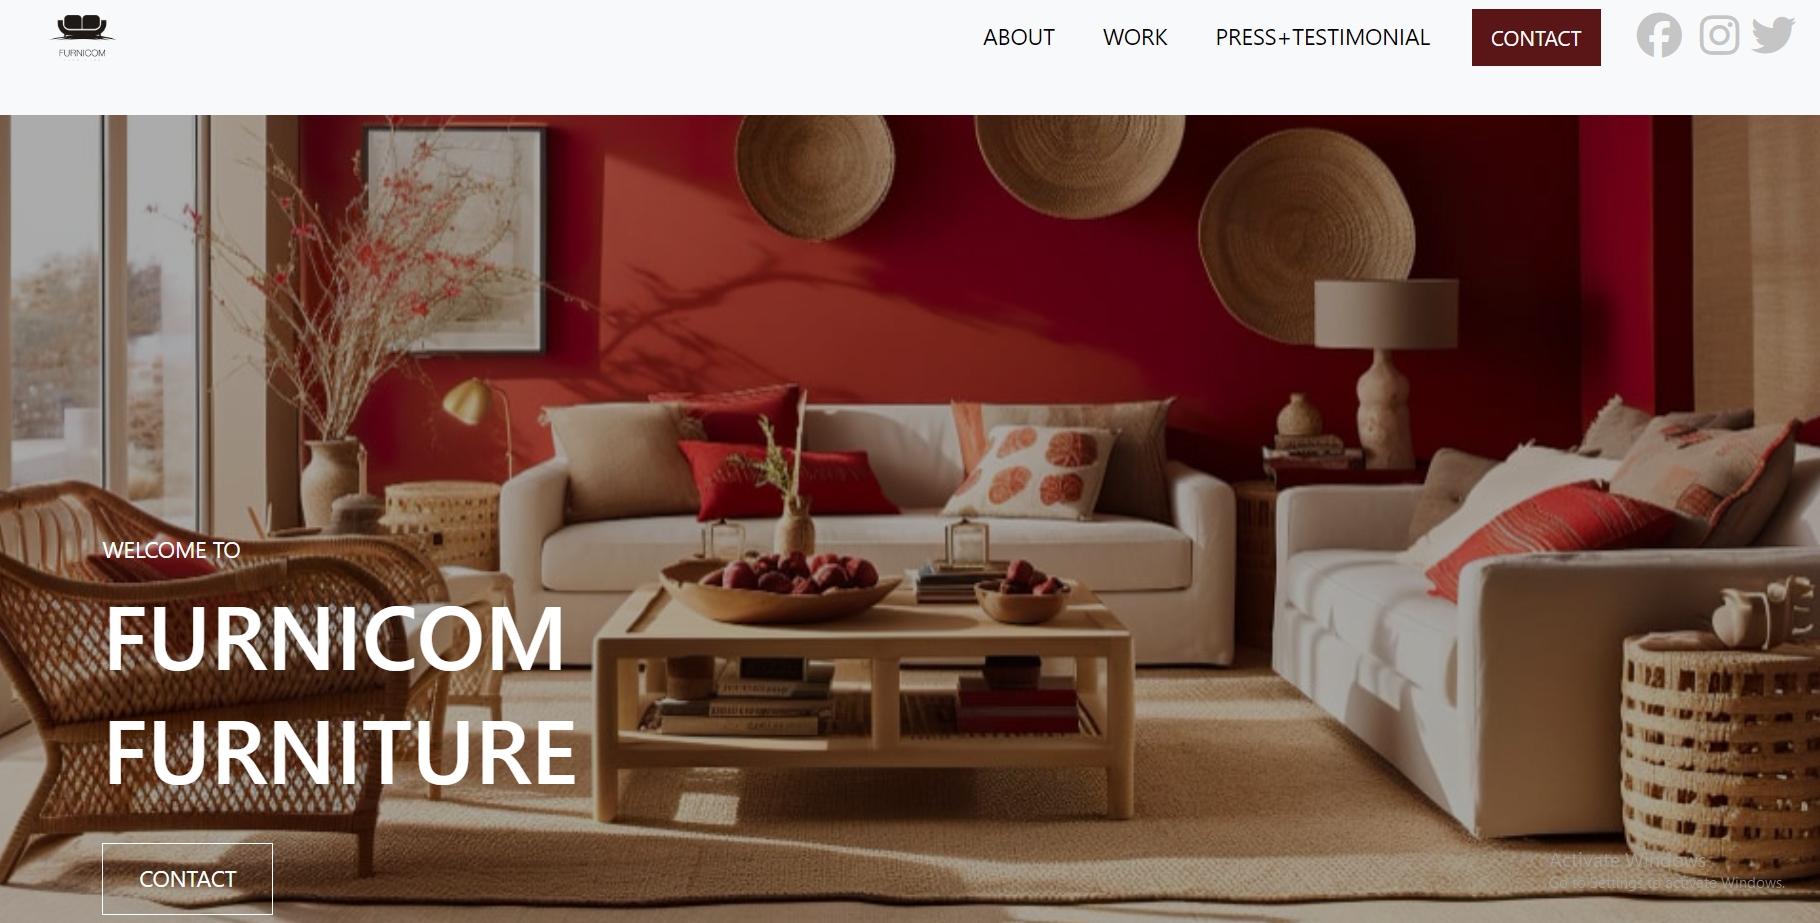 FURNICOM
ABOUT
WORK
PRESS+TESTIMONIAL
CONTACT
WELCOME TO
FURNICOM
FURNITURE
CONTACT
Activate Windows
Go to Settings to activate Windows.